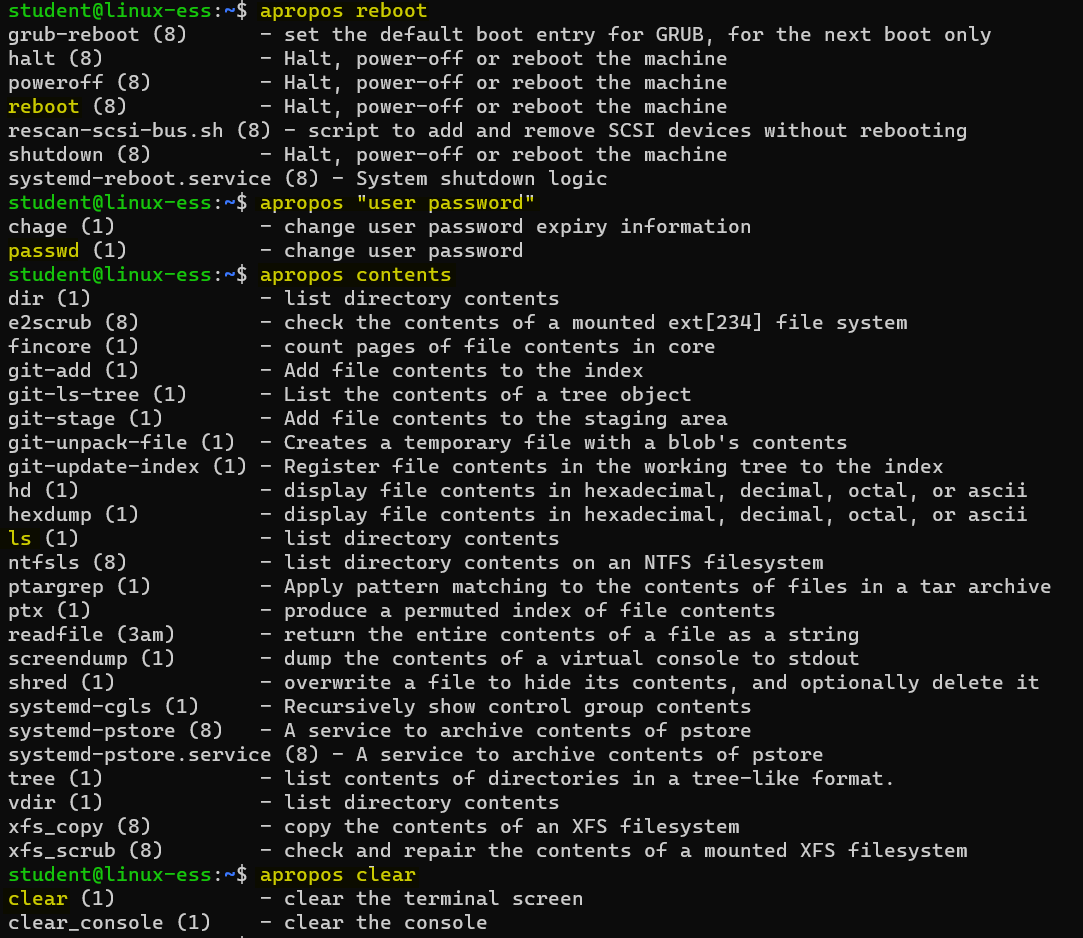 student@linux-ess:~$ apropos reboot
grub-reboot (8)      - set the default boot entry for GRUB, for the next boot only
halt (8)             - Halt, power-off or reboot the machine
poweroff (8)         - Halt, power-off or reboot the machine
reboot (8)           - Halt, power-off or reboot the machine
rescan-scsi-bus.sh (8) - script to add and remove SCSI devices without rebooting
shutdown (8)         - Halt, power-off or reboot the machine
systemd-reboot.service (8) - System shutdown logic
student@linux-ess:~$ apropos "user password"
chage (1)            - change user password expiry information
passwd (1)           - change user password
student@linux-ess:~$ apropos contents
dir (1)              - list directory contents
e2scrub (8)          - check the contents of a mounted ext[234] file system
fincore (1)          - count pages of file contents in core
git-add (1)          - Add file contents to the index
git-ls-tree (1)      - List the contents of a tree object
git-stage (1)        - Add file contents to the staging area
git-unpack-file (1)  - Creates a temporary file with a blob's contents
git-update-index (1) - Register file contents in the working tree to the index
hd (1)               - display file contents in hexadecimal, decimal, octal, or ascii
hexdump (1)          - display file contents in hexadecimal, decimal, octal, or ascii
ls (1)               - list directory contents
ntfsls (8)           - list directory contents on an NTFS filesystem
ptargrep (1)         - Apply pattern matching to the contents of files in a tar archive
ptx (1)              - produce a permuted index of file contents
readfile (3am)       - return the entire contents of a file as a string
screendump (1)       - dump the contents of a virtual console to stdout
shred (1)            - overwrite a file to hide its contents, and optionally delete it
systemd-cgls (1)     - Recursively show control group contents
systemd-pstore (8)   - A service to archive contents of pstore
systemd-pstore.service (8) - A service to archive contents of pstore
tree (1)             - list contents of directories in a tree-like format.
vdir (1)             - list directory contents
xfs_copy (8)         - copy the contents of an XFS filesystem
xfs_scrub (8)        - check and repair the contents of a mounted XFS filesystem
student@linux-ess:~$ apropos clear
clear (1)            - clear the terminal screen
clear_console (1)    - clear the console